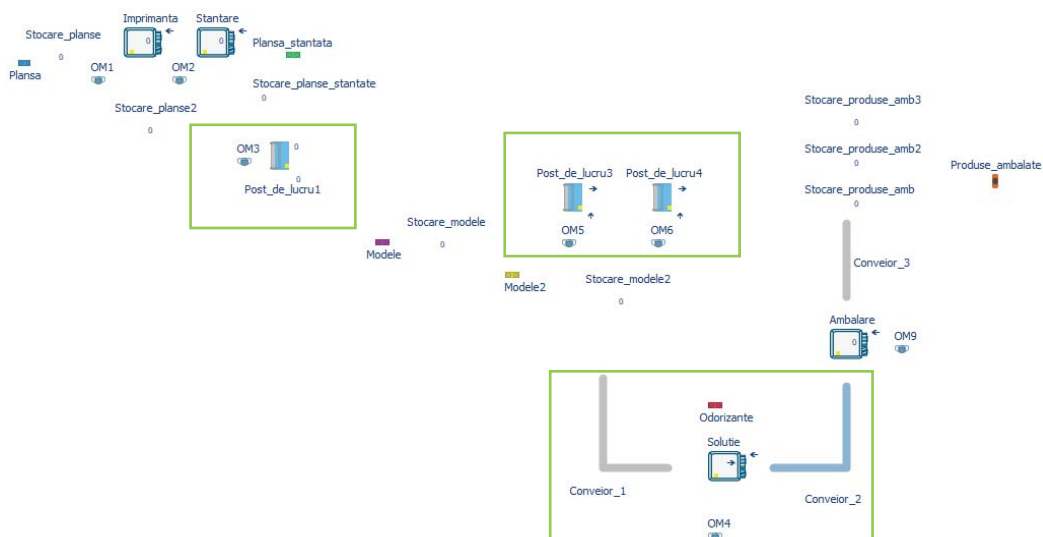 Imprimanta
Stantare
Stocare_planse
0
0
0
Plansa_stantata
Plansa
OM1
OM2
Stocare_planse_stantate
0
Stocare_planse2
0
Stocare_produse_amb3
0
OM3
0
0
Post_de_lucru1
Stocare_produse_amb2
0
Produse_ambalate
Post_de_lucru3
Post_de_lucru4
Stocare_produse_amb
0
Stocare_modele
0
OM5
OM6
Modele
Conveior_3
Modele2
Stocare_modele2
0
Ambalare
0
OM9
Odorizante
Solutie
Conveior_1
Conveior_2
OM4